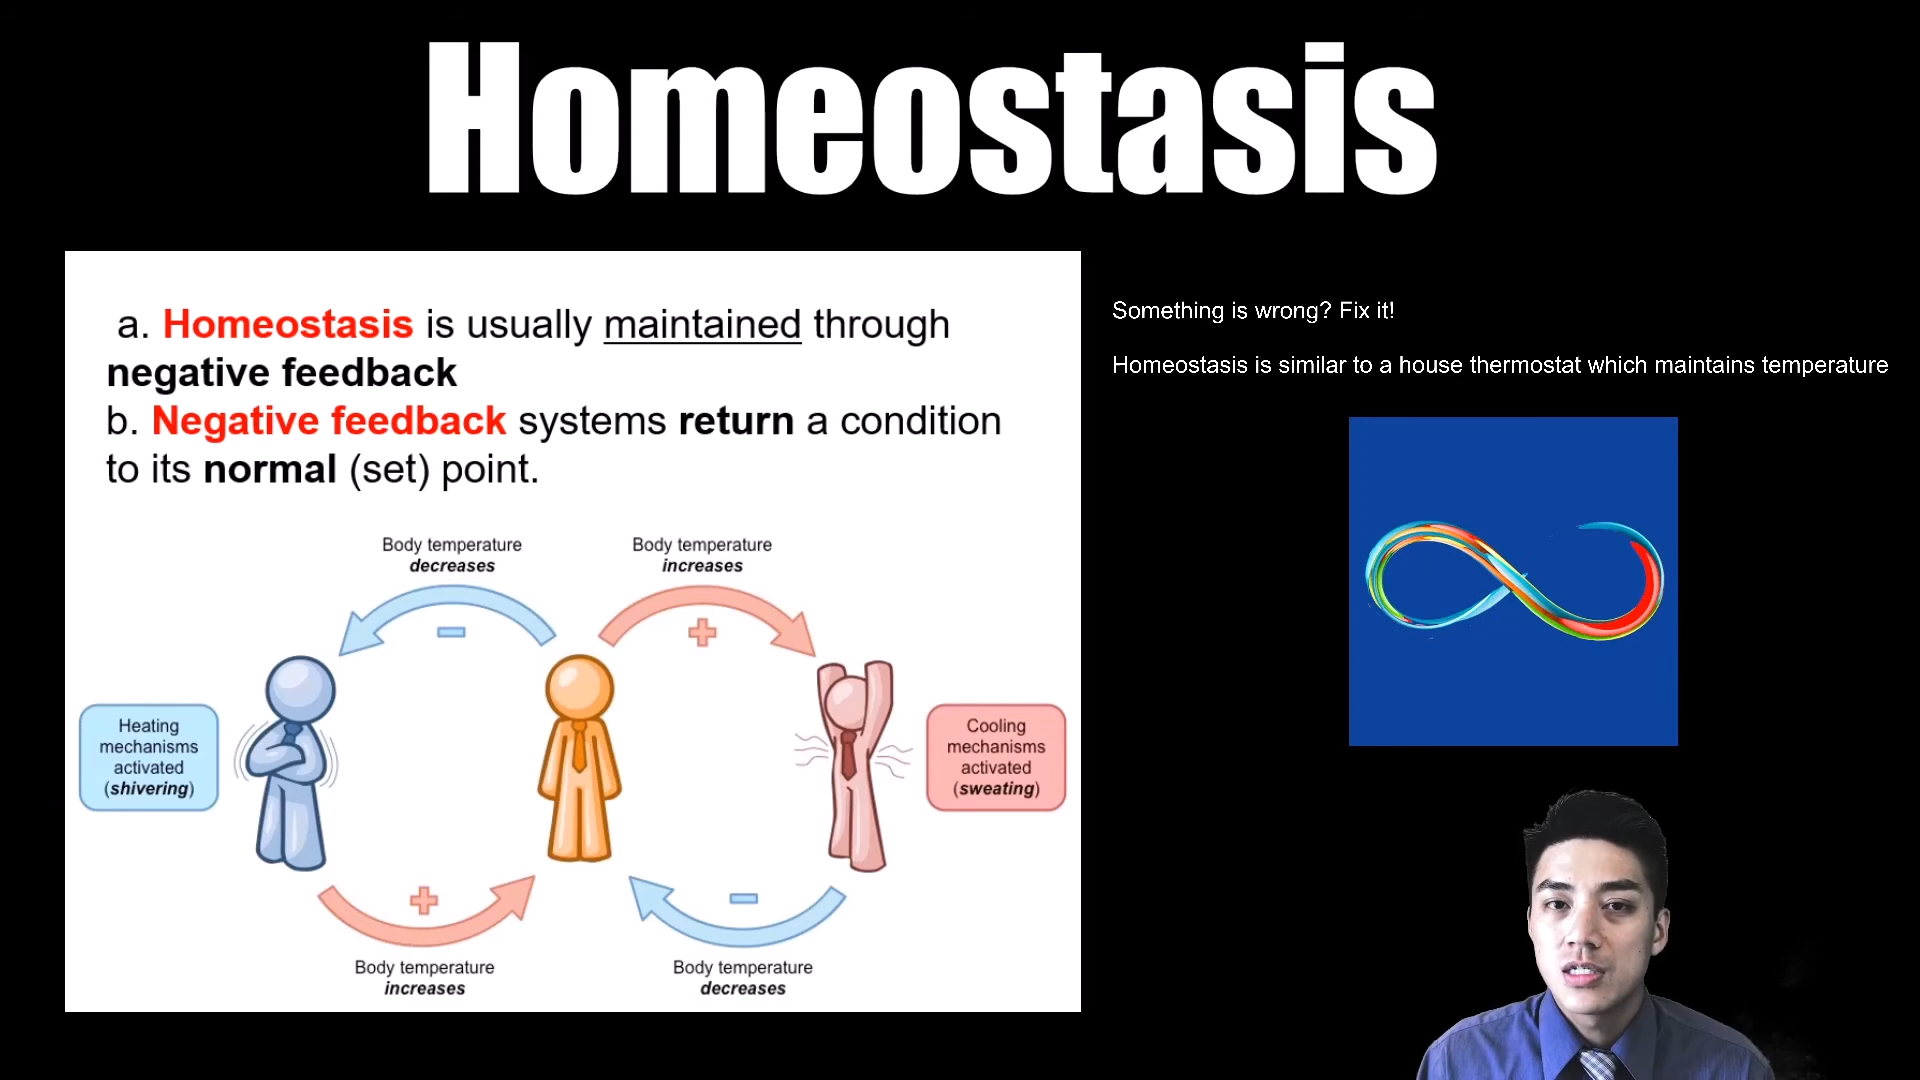 Homeostasis
a. Homeostasis is usually maintained through
negative feedback
b. Negative feedback systems return a condition
to its normal (set) point.
Something is wrong? Fix it!
Homeostasis is similar to a house thermostat which maintains temperature
Body temperature
decreases
Body temperature
increases
Heating
mechanisms
activated
(shivering)
Cooling
mechanisms
activated
(sweating)
Body temperature
increases
Body temperature
decreases